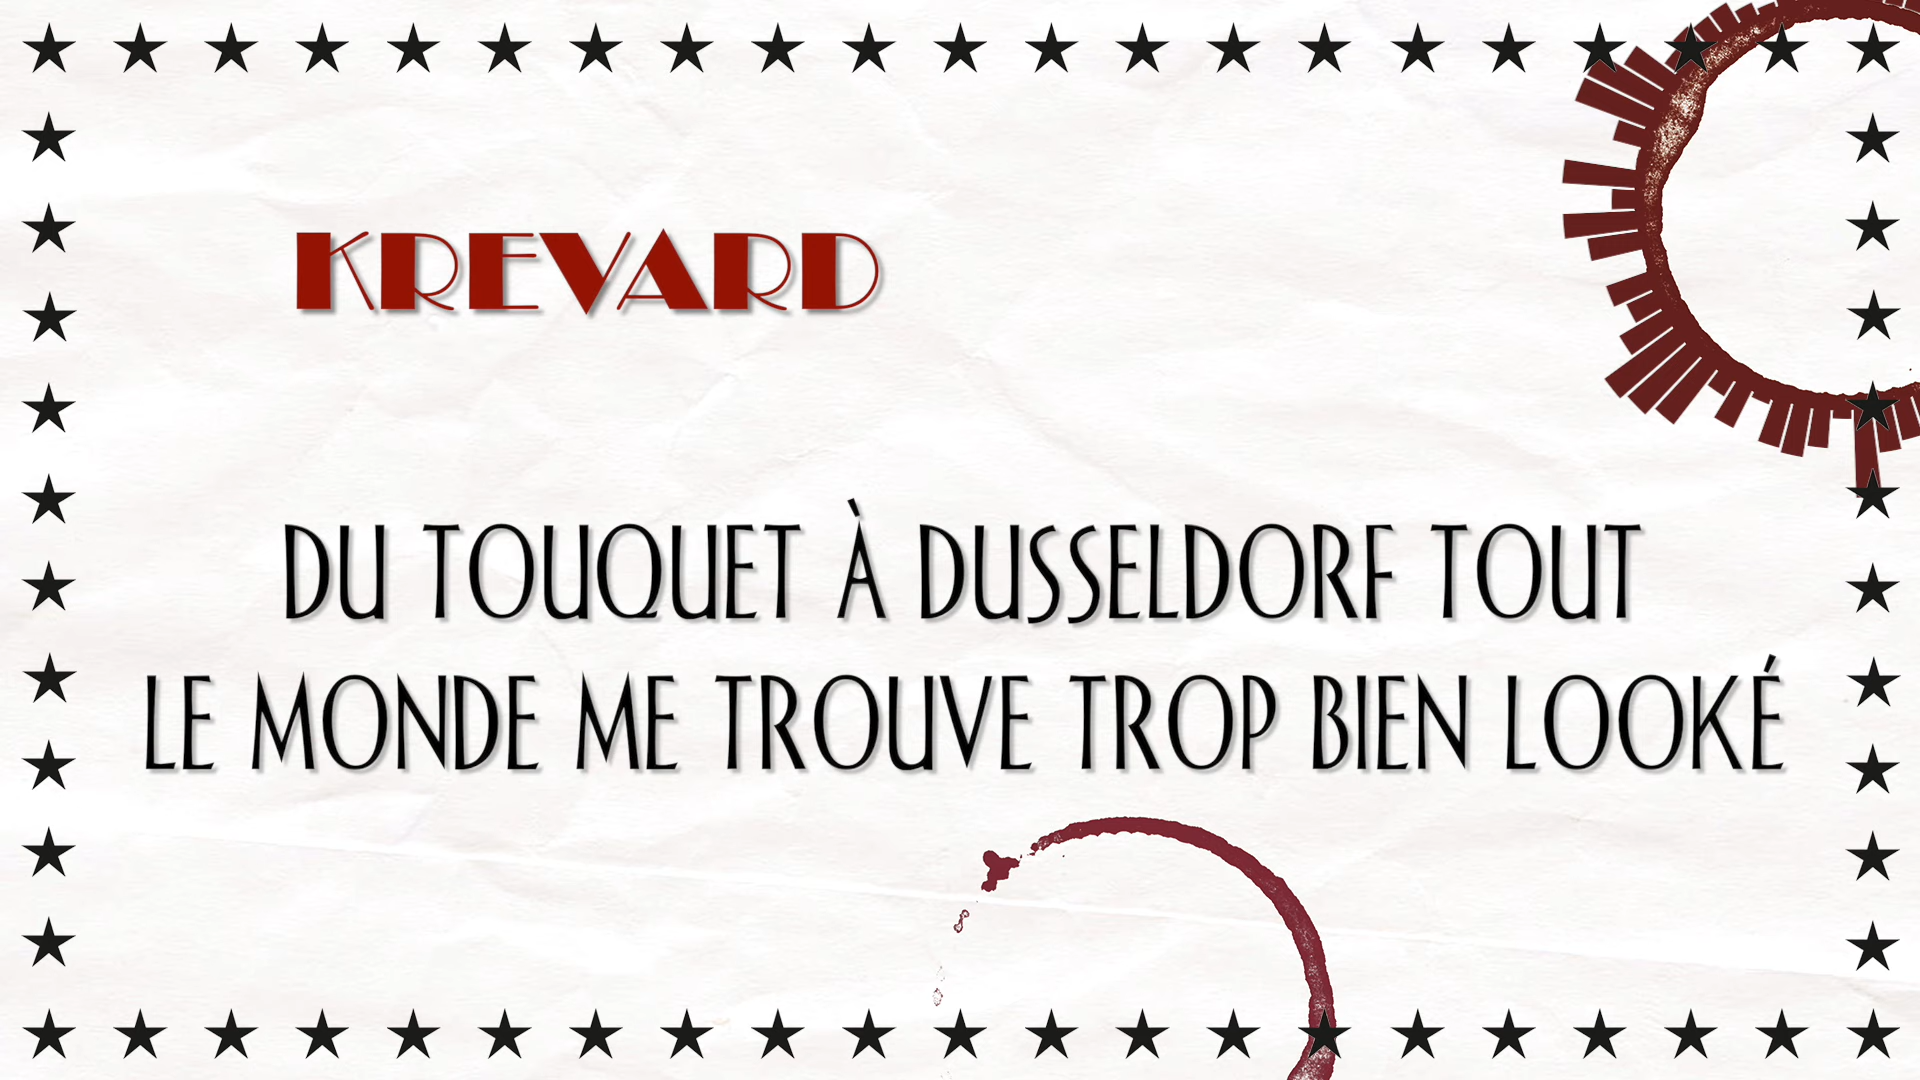 KREVARD
DU TOUQUET À DUSSELDORF TOUT
LE MONDE ME TROUVE TROP BIEN LOOKÉ